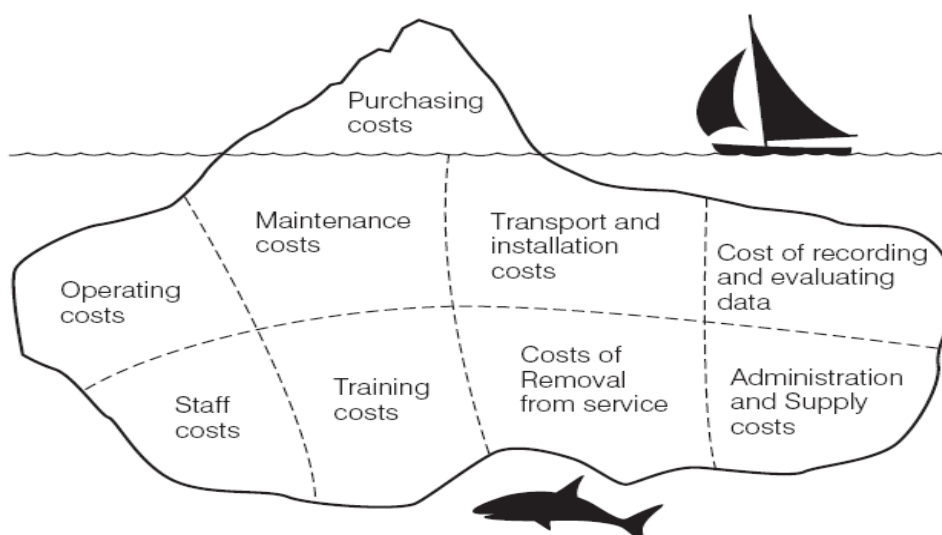 Purchasing
costs
Maintenance
costs
Transport and
installation
costs
Cost of recording
and evaluating
data
Operating
costs
Staff
costs
Training
costs
Costs of
Removal
from service
Administration
and Supply
costs